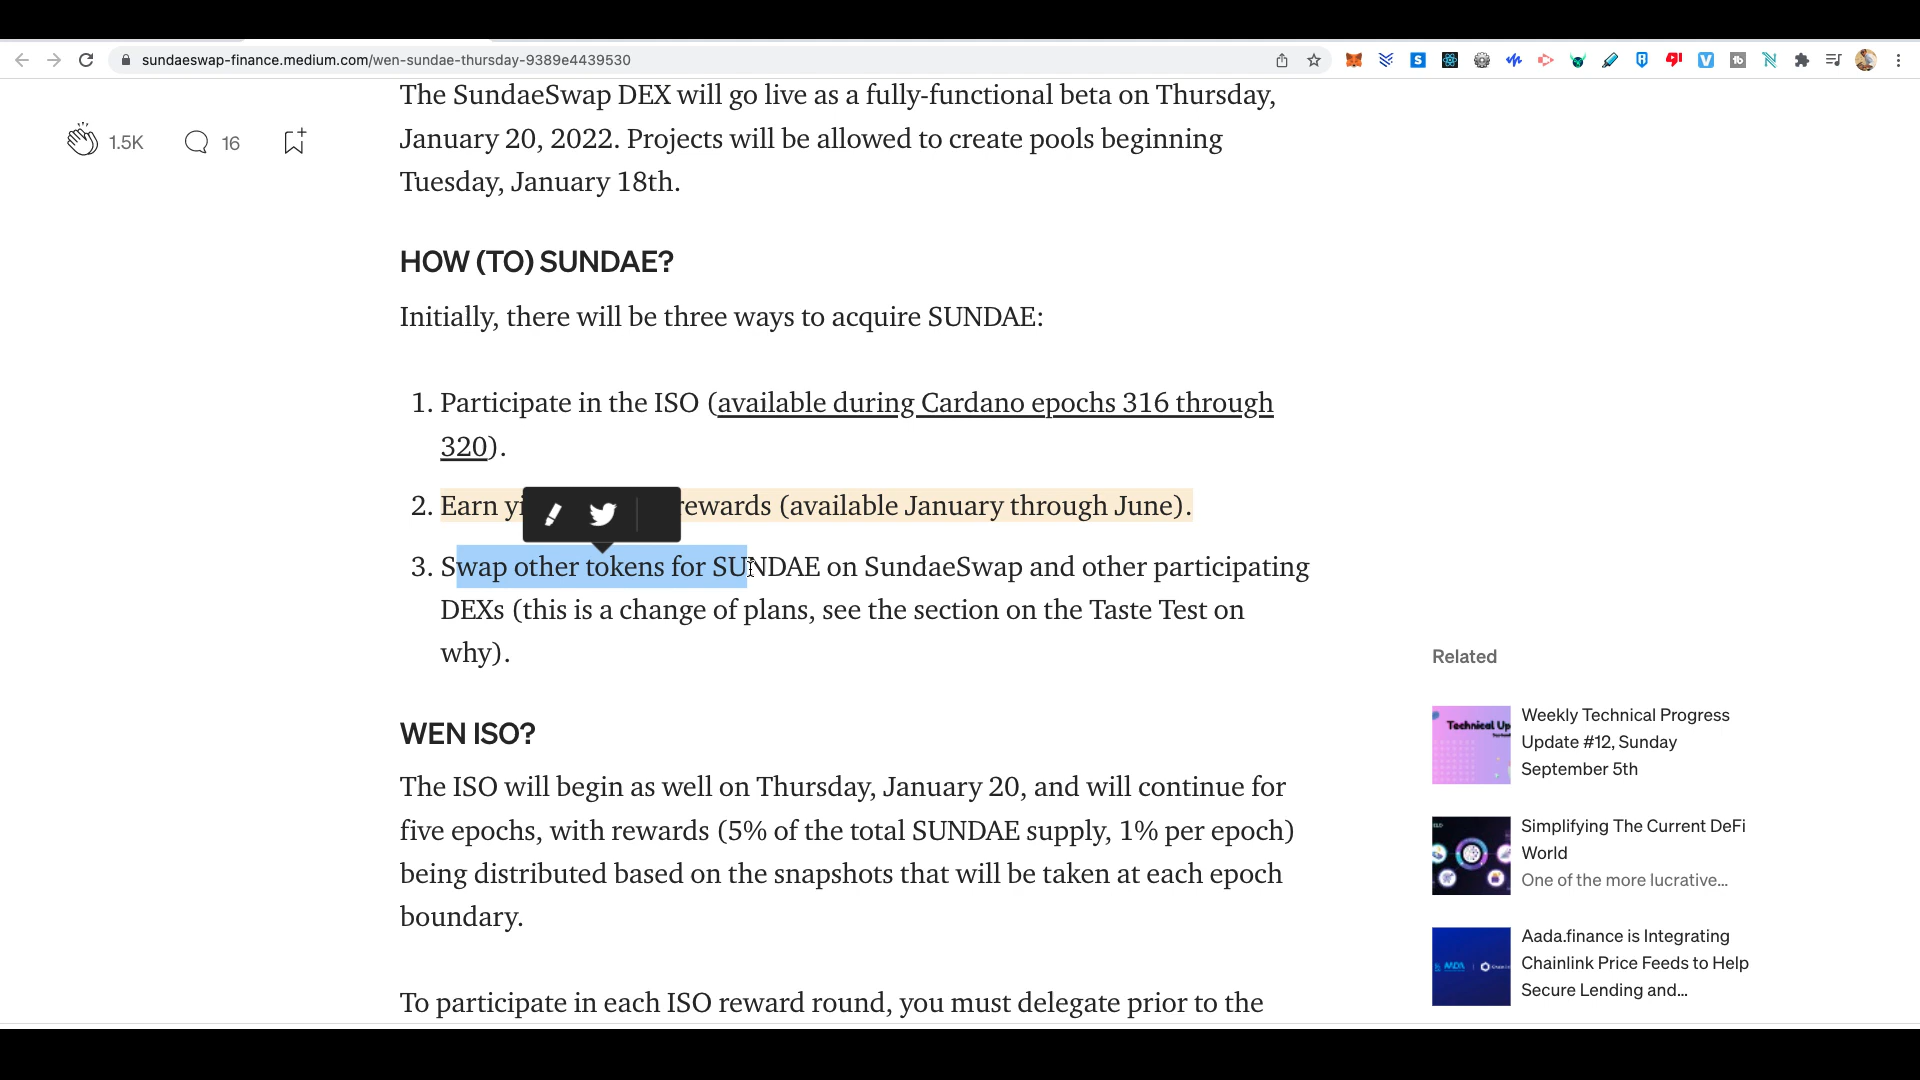 sundaeswap-finance.medium.com/wen-sundae-thursday-9389e4439530
The SundaeSwap DEX will go live as a fully-functional beta on Thursday,
1.5K
16
January 20, 2022. Projects will be allowed to create pools beginning
Tuesday, January 18th.
HOW (TO) SUNDAE?
Initially, there will be three ways to acquire SUNDAE:
1. Participate in the ISO (available during Cardano epochs 316 through
320).
2. Earn yi rewards (available January through June).
3. Swap other tokens for SUNDAE on SundaeSwap and other participating
DEXs (this is a change of plans, see the section on the Taste Test on
why).
WEN ISO?
The ISO will begin as well on Thursday, January 20, and will continue for
five epochs, with rewards (5% of the total SUNDAE supply, 1% per epoch)
being distributed based on the snapshots that will be taken at each epoch
boundary.
To participate in each ISO reward round, you must delegate prior to the
Related
Technical Up
Weekly Technical Progress
Update #12, Sunday
September 5th
Simplifying The Current DeFi
World
One of the more lucrative...
Aada.finance is Integrating
Chainlink Price Feeds to Help
Secure Lending and...